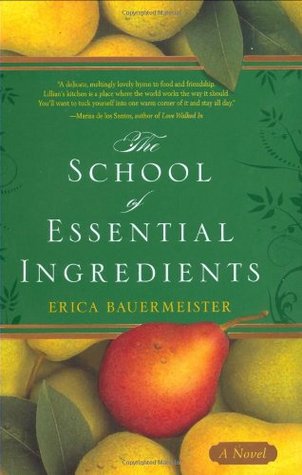 "A delicate, meltingly lovely hymn to food and friendship.
Lillian's kitchen is a place where the world works the way it should.
You'll want to tuck yourself into one warm corner of it and stay all day."
—Marisa de los Santos, author of Love Walked In
The
SCHOOL
of
ESSENTIAL
INGREDIENTS
ERICA BAUERMEISTER
A Novel